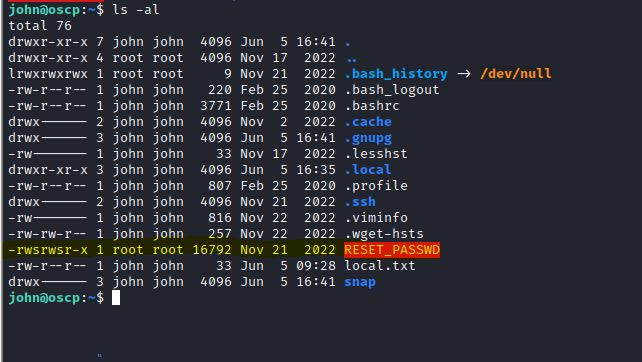 john@oscp:~$ ls -al
total 76
drwxr-xr-x 7 john john  4096 Jun  5 16:41 .
drwxr-xr-x 4 root root  4096 Nov 17  2022 ..
lrwxrwxrwx 1 root root     9 Nov 21  2022 .bash_history -> /dev/null
-rw-r--r-- 1 john john   220 Feb 25  2020 .bash_logout
-rw-r--r-- 1 john john  3771 Feb 25  2020 .bashrc
drwx------ 2 john john  4096 Nov  2  2022 .cache
drwx------ 3 john john  4096 Jun  5 16:41 .gnupg
-rw------- 1 john john    33 Nov 17  2022 .lesshst
drwxr-xr-x 3 john john  4096 Jun  5 16:35 .local
-rw-r--r-- 1 john john   807 Feb 25  2020 .profile
drwx------ 2 john john  4096 Nov 21  2022 .ssh
-rw------- 1 john john   816 Nov 22  2022 .viminfo
-rw-rw-r-- 1 john john   257 Nov 22  2022 .wget-hsts
-rwsrwsr-x 1 root root 16792 Nov 21  2022 RESET_PASSWD
-rw-r--r-- 1 john john    33 Jun  5 09:28 local.txt
drwx------ 3 john john  4096 Jun  5 16:41 snap
john@oscp:~$
"